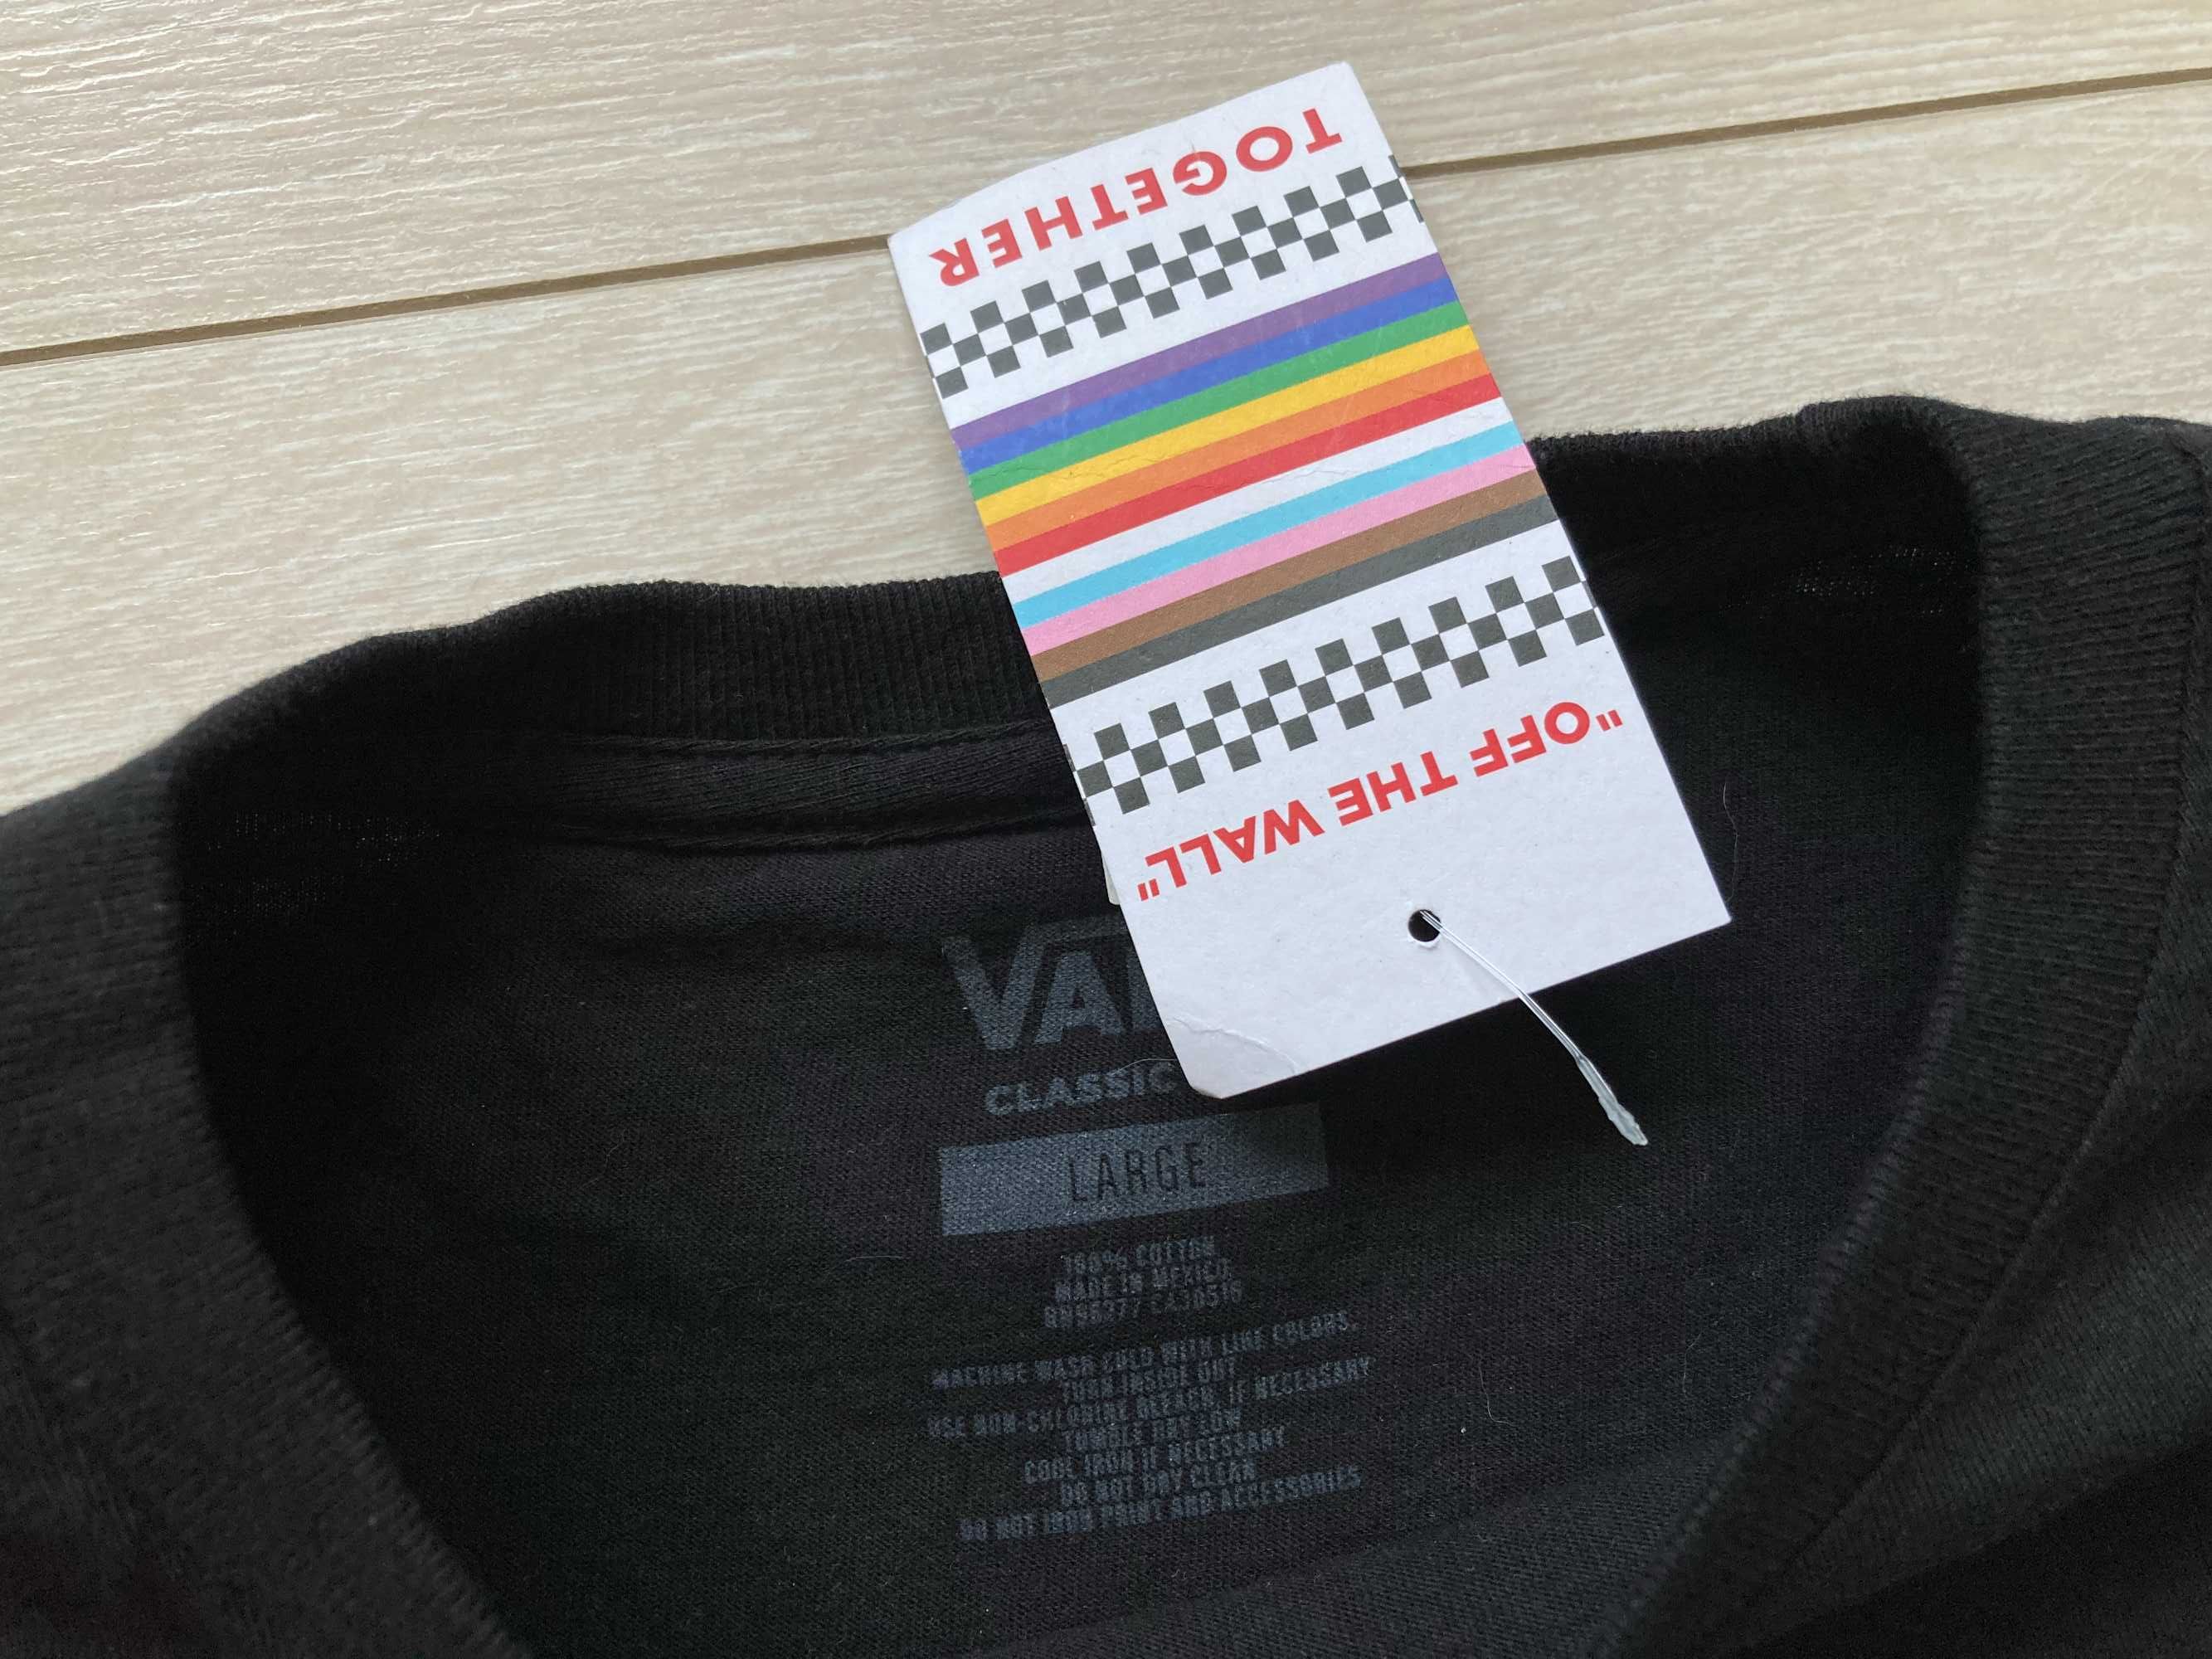 "OFF THE WALL"
TOGETHER
VAN
CLASSIC
LARGE
100% COTTON
MADE IN MEXICO
MACHINE WASH COLD WITH LIKE COLORS.
TURN INSIDE OUT
USE NON-CHLORINE BLEACH, IF NECESSARY
TUMBLE DRY LOW
COOL IRON IF NECESSARY
DO NOT DRY CLEAN
DO NOT IRON PRINT AND ACCESSORIES